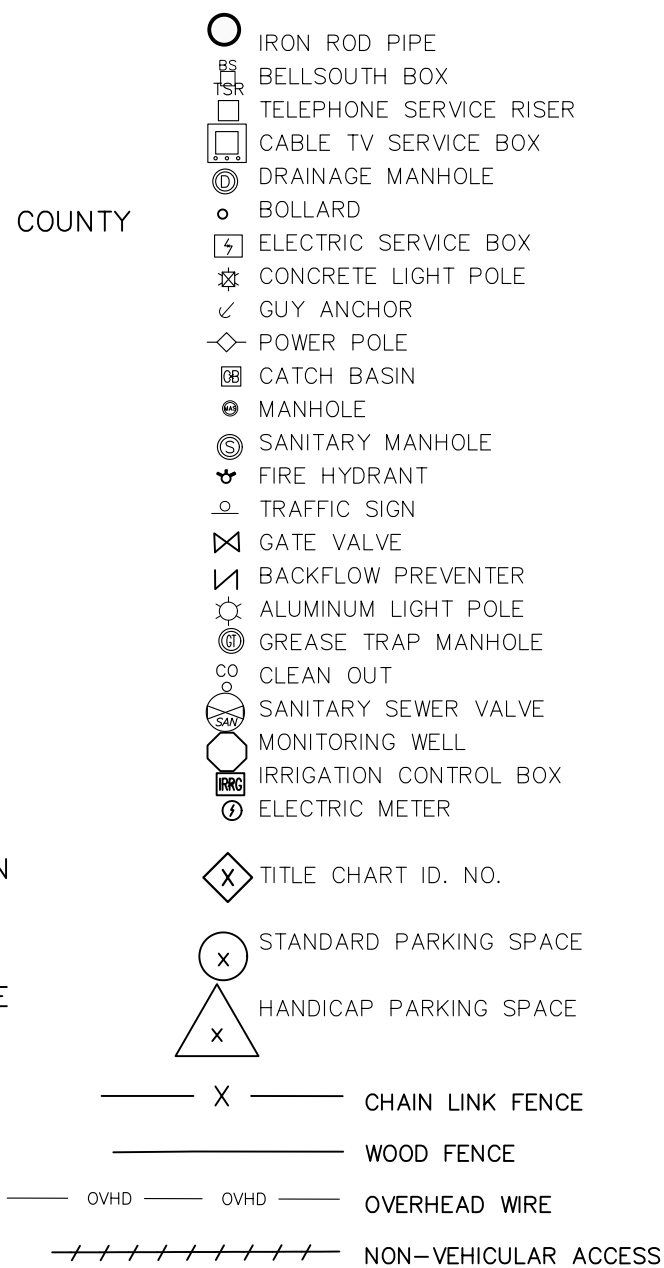 IRON ROD PIPE
BS BELLSOUTH BOX
TSR TELEPHONE SERVICE RISER
CABLE TV SERVICE BOX
D DRAINAGE MANHOLE
BOLLARD
COUNTY
ELECTRIC SERVICE BOX
CONCRETE LIGHT POLE
GUY ANCHOR
POWER POLE
CB CATCH BASIN
MAS MANHOLE
S SANITARY MANHOLE
FIRE HYDRANT
TRAFFIC SIGN
GATE VALVE
BACKFLOW PREVENTER
ALUMINUM LIGHT POLE
GT GREASE TRAP MANHOLE
CO CLEAN OUT
SAN SANITARY SEWER VALVE
MONITORING WELL
IRRG IRRIGATION CONTROL BOX
ELECTRIC METER
N
X TITLE CHART ID. NO.
X STANDARD PARKING SPACE
E
X HANDICAP PARKING SPACE
X CHAIN LINK FENCE
WOOD FENCE
OVHD OVHD OVERHEAD WIRE
NON-VEHICULAR ACCESS